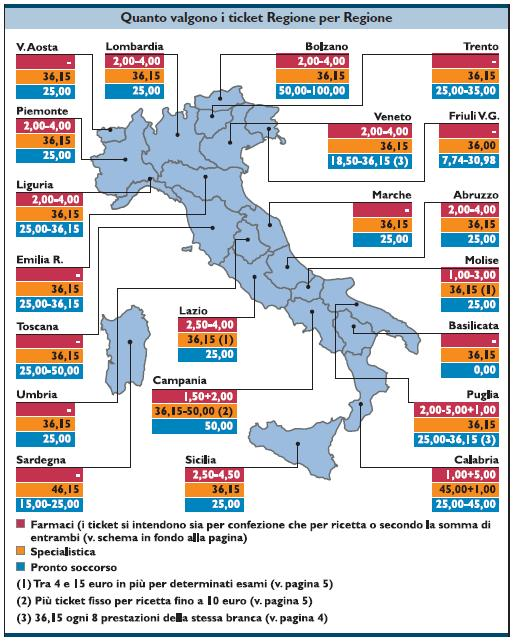 Quanto valgono i ticket Regione per Regione
V.Aosta
-
36,15
25,00
Lombardia
2,00-4,00
36,15
25,00
Bolzano
2,00-4,00
36,15
50,00-100,00
Trento
-
36,15
25,00-35,00
Piemonte
2,00-4,00
36,15
25,00
Veneto
2,00-4,00
36,15
18,50-36,15 (3)
Friuli V.G.
-
36,00
7,74-30,98
Liguria
2,00-4,00
36,15
25,00-36,15
Marche
-
36,15
25,00
Abruzzo
2,00-4,00
36,15
25,00
Emilia R.
-
36,15
25,00-36,15
Molise
1,00-3,00
36,15 (1)
25,00
Toscana
-
36,15
25,00-50,00
Lazio
2,50-4,00
36,15 (1)
25,00
Basilicata
-
36,15
0,00
Umbria
-
36,15
25,00
Campania
1,50+2,00
36,15-50,00 (2)
50,00
Puglia
2,00-5,00+1,00
36,15
25,00-36,15 (3)
Sardegna
-
46,15
15,00-25,00
Sicilia
2,50-4,50
36,15
25,00
Calabria
1,00+5,00
45,00+1,00
25,00-45,00
Farmaci (i ticket si intendono sia per confezione che per ricetta o secondo la somma di
entrambi (v. schema in fondo alla pagina)
Specialistica
Pronto soccorso
(1) Tra 4 e 15 euro in più per determinati esami (v. pagina 5)
(2) Più ticket fisso per ricetta fino a 10 euro (v. pagina 5)
(3) 36,15 ogni 8 prestazioni della stessa branca (v. pagina 4)